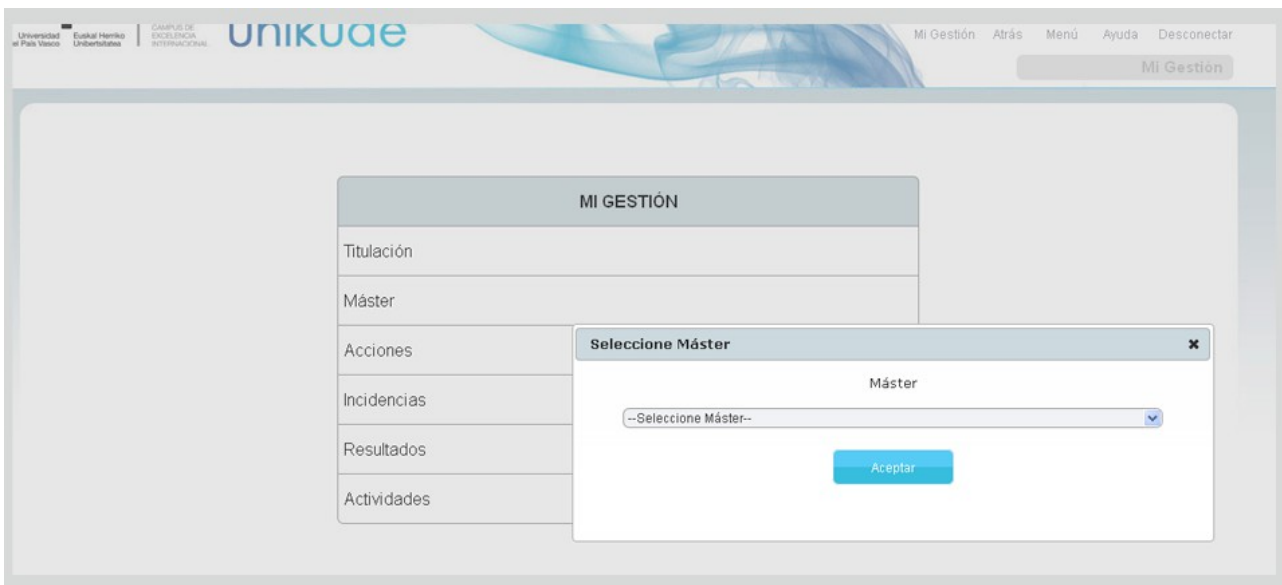 Universidad
el País Vasco
Euskal Herriko
Unibertsitatea
CAMPUS DE
EXCELENCIA
INTERNACIONAL
unikude
Mi Gestión Atrás Menú Ayuda Desconectar
Mi Gestión
MI GESTIÓN
Titulación
Máster
Acciones
Incidencias
Resultados
Actividades
Seleccione Máster
Máster
--Seleccione Máster--
Aceptar